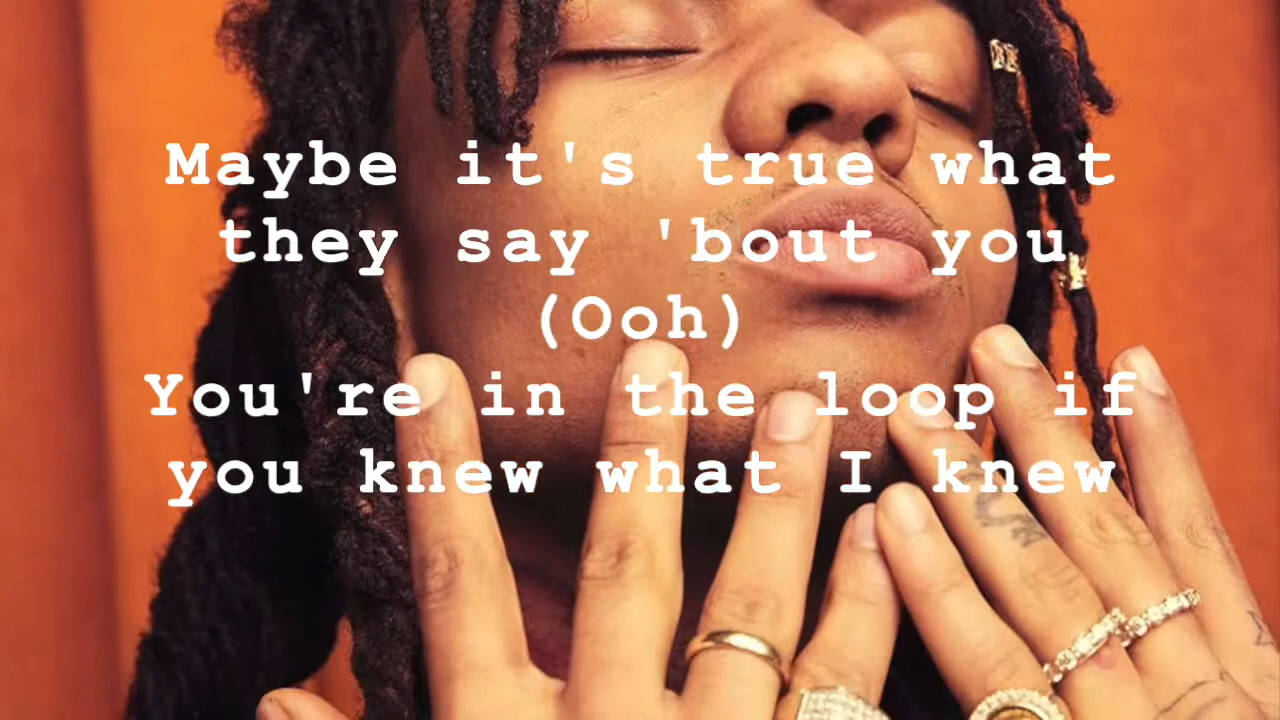 Maybe it's true what
they say 'bout you
(Ooh)
You're in the loop if
you knew what I knew